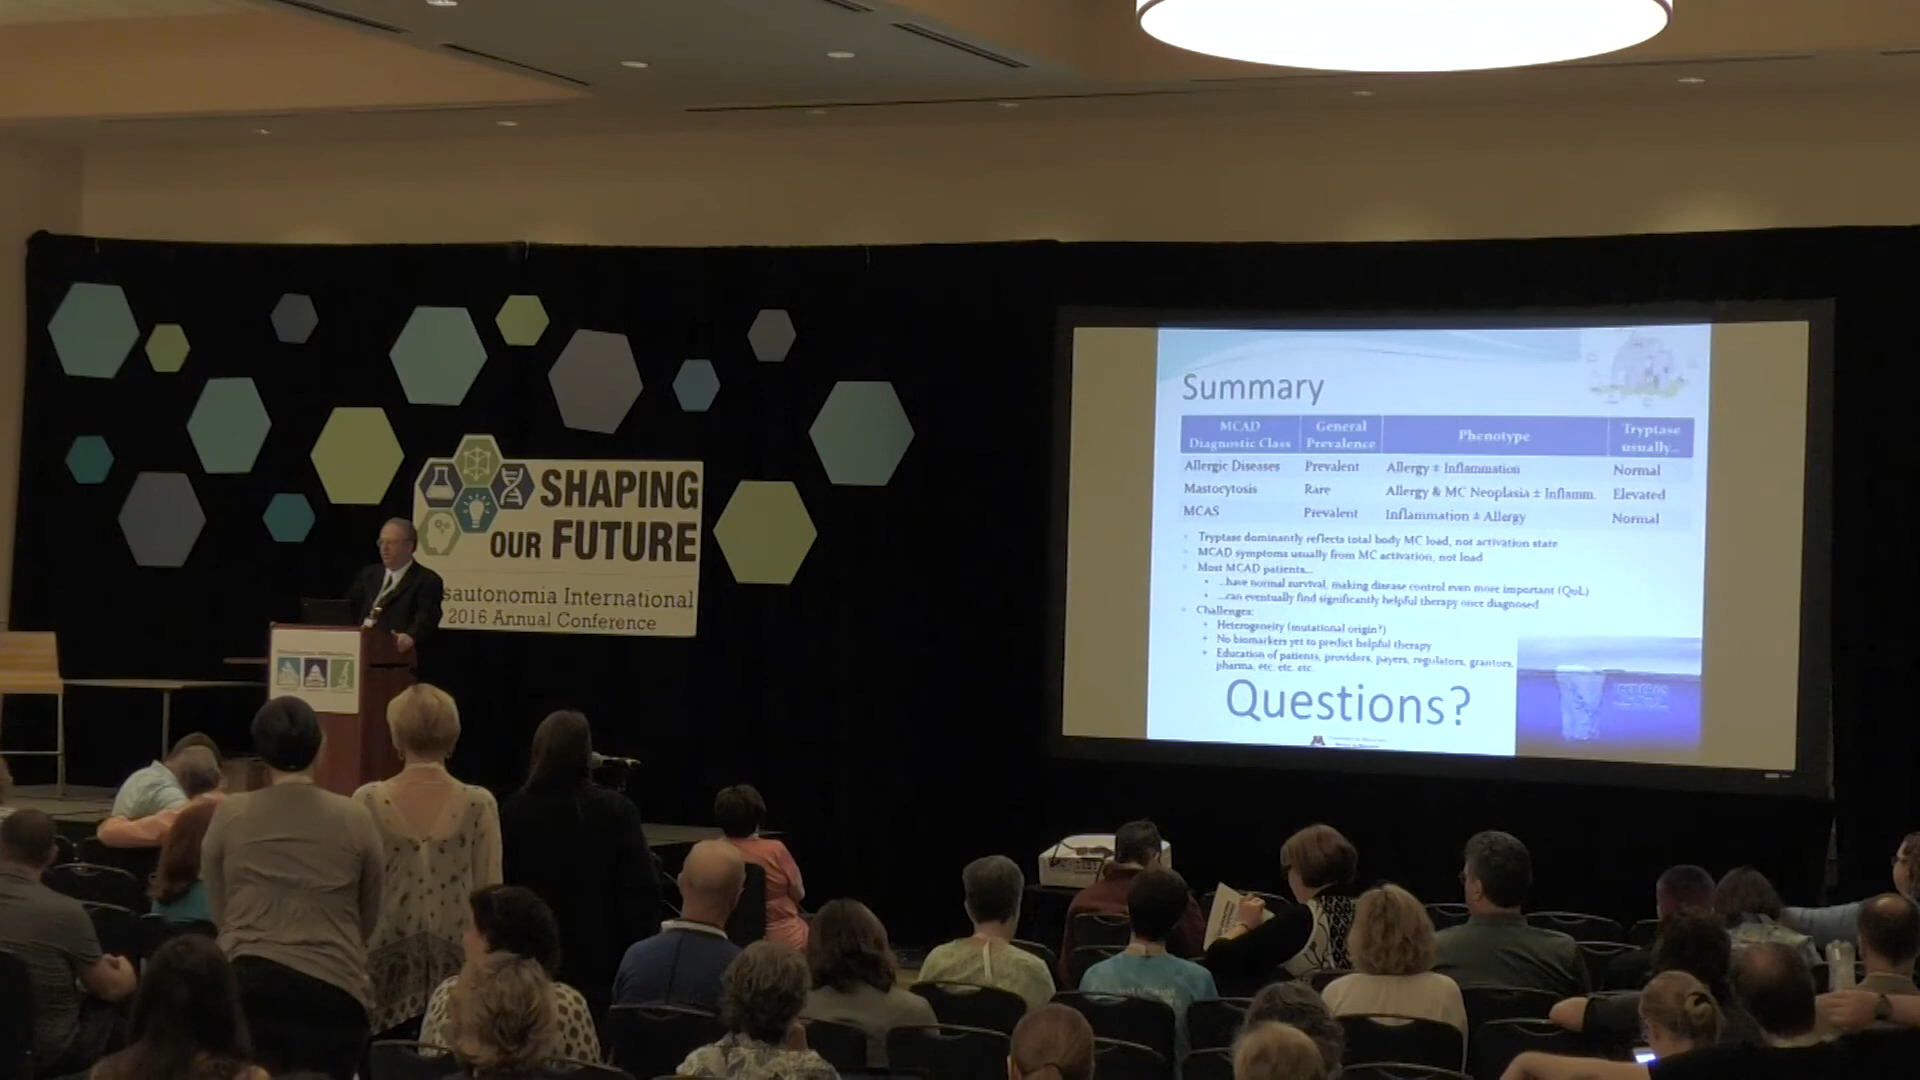 SHAPING
OUR FUTURE
sautonomia International
2016 Annual Conference
Summary
MCAD Diagnostic Class General Prevalence Phenotype Tryptase usually...
Allergic Diseases Prevalent Allergy ± Inflammation Normal
Mastocytosis Rare Allergy & MC Neoplasia ± Inflamm. Elevated
MCAS Prevalent Inflammation ± Allergy Normal
Tryptase dominantly reflects total body MC load, not activation state
MCAD symptoms usually from MC activation, not load
Most MCAD patients...
...have normal survival, making disease control even more important (QoL)
...can eventually find significantly helpful therapy once diagnosed
Challenges:
Heterogeneity (mutational origin?)
No biomarkers yet to predict helpful therapy
Education of patients, providers, payers, regulators, grantors,
pharma, etc. etc. etc.
Questions?